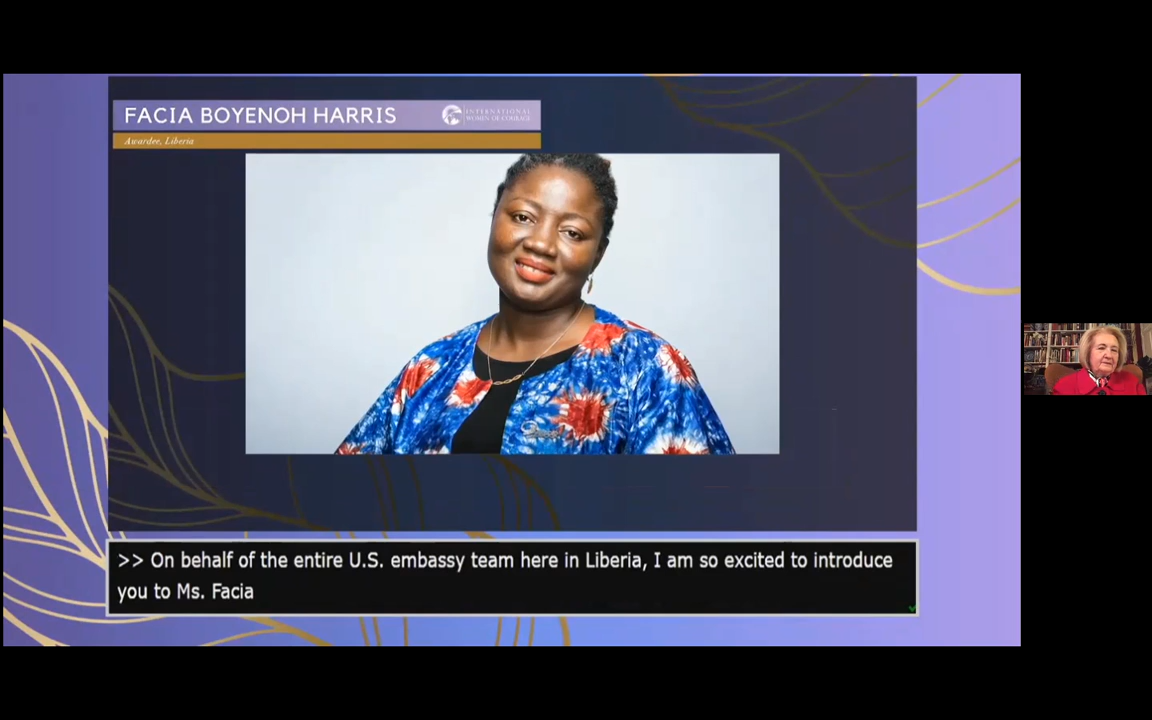 FACIA BOYENOH HARRIS
INTERNATIONAL
WOMEN OF COURAGE
Awardee, Liberia
>> On behalf of the entire U.S. embassy team here in Liberia, I am so excited to introduce
you to Ms. Facia